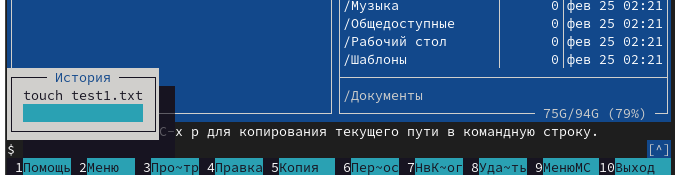 /Музыка 0 фев 25 02:21
/Общедоступные 0 фев 25 02:21
/Рабочий стол 0 фев 25 02:21
/Шаблоны 0 фев 25 02:21
История
touch test1.txt
/Документы
75G/94G (79%)
C-x p для копирования текущего пути в командную строку.
$ [^]
1Помощь 2Меню 3Про~тр 4Правка 5Копия 6Пер~ос 7НвК~ог 8Уда~ть 9МенюMC 10Выход